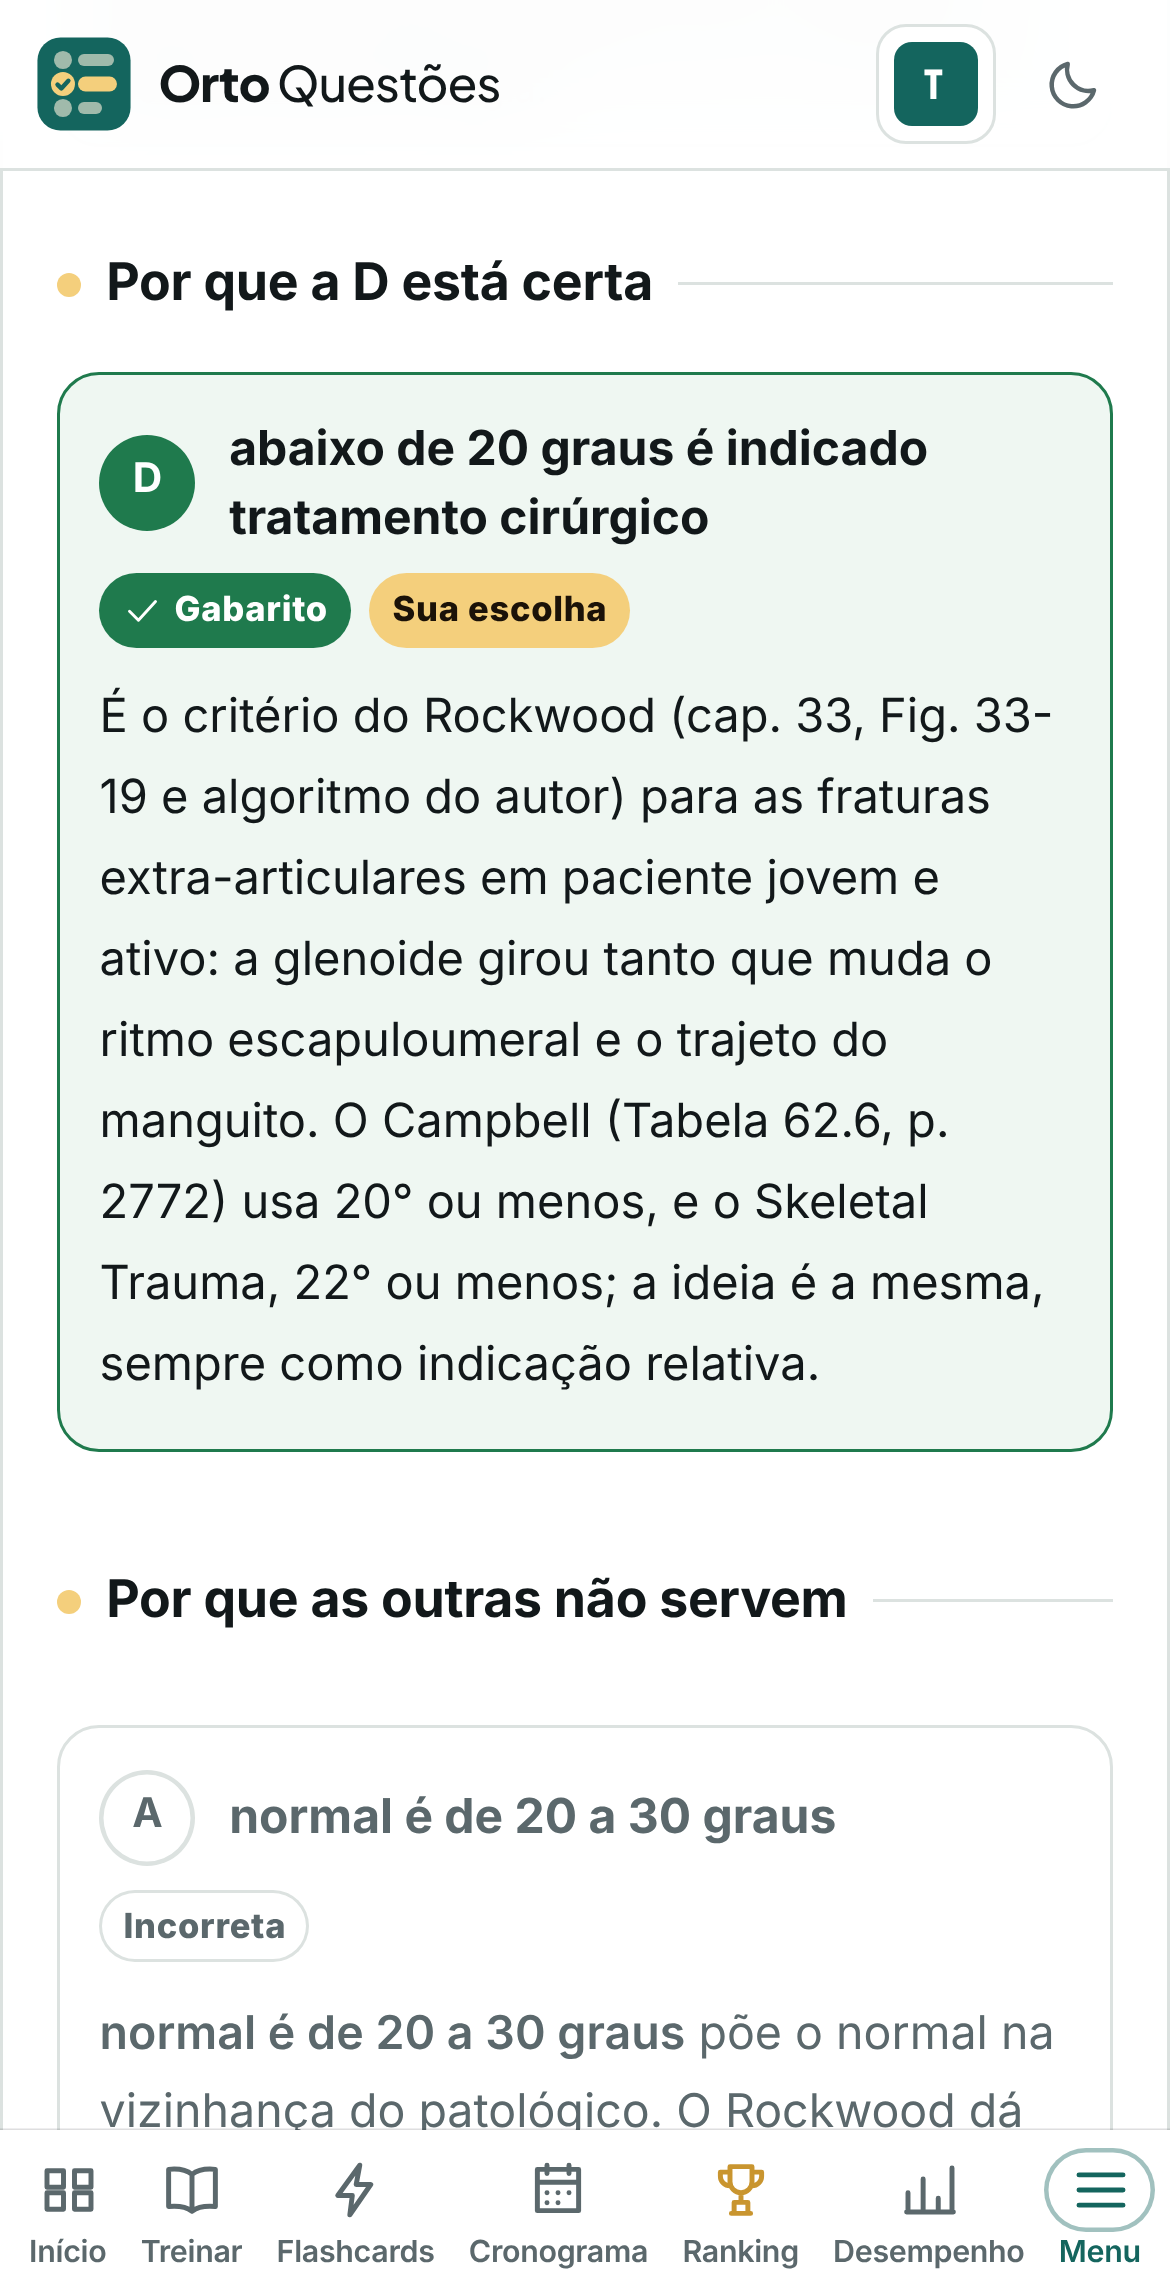 Orto Questões
T
Por que a D está certa
D
abaixo de 20 graus é indicado
tratamento cirúrgico
Gabarito
Sua escolha
É o critério do Rockwood (cap. 33, Fig. 33-
19 e algoritmo do autor) para as fraturas
extra-articulares em paciente jovem e
ativo: a glenoide girou tanto que muda o
ritmo escapuloumeral e o trajeto do
manguito. O Campbell (Tabela 62.6, p.
2772) usa 20° ou menos, e o Skeletal
Trauma, 22° ou menos; a ideia é a mesma,
sempre como indicação relativa.
Por que as outras não servem
A
normal é de 20 a 30 graus
Incorreta
normal é de 20 a 30 graus põe o normal na
vizinhança do patológico. O Rockwood dá
Início
Treinar
Flashcards
Cronograma
Ranking
Desempenho
Menu